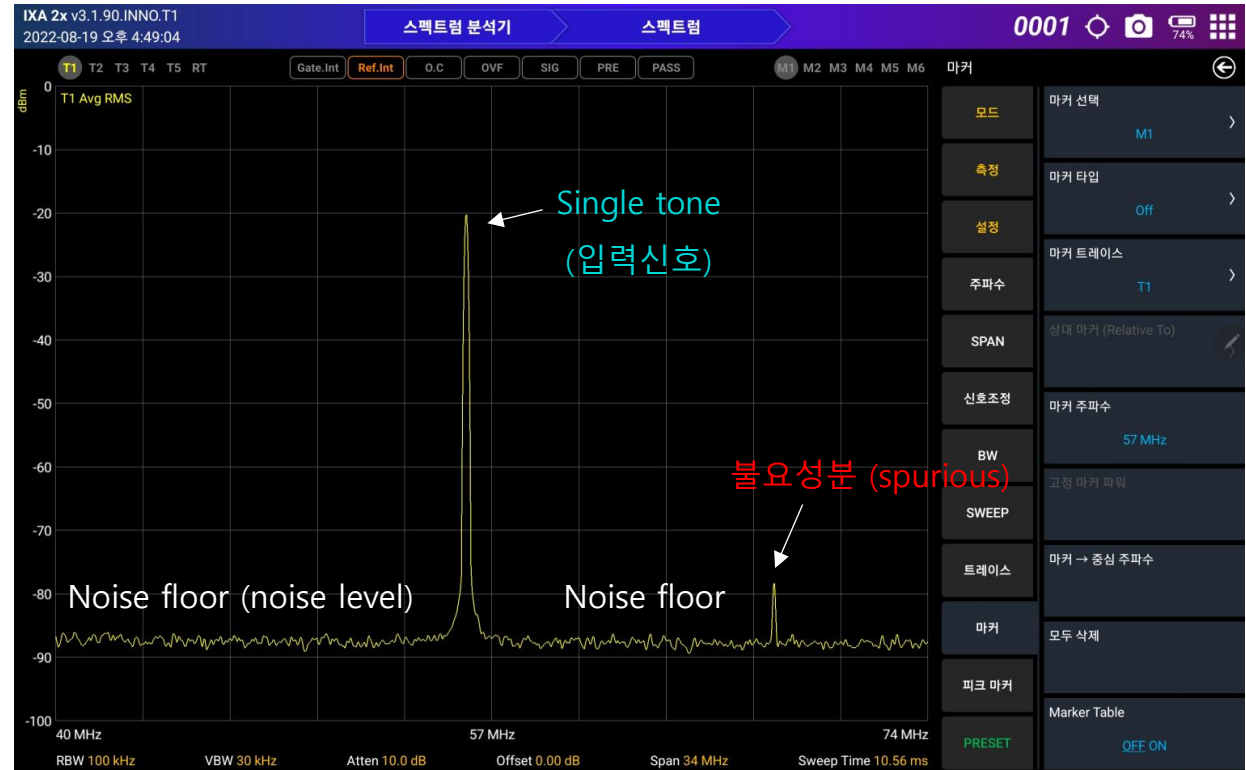 IXA 2x v3.1.90.INNO.T1
2022-08-19 오후 4:49:04
스펙트럼 분석기
스펙트럼
0001
74%
T1 T2 T3 T4 T5 RT
Gate.Int Ref.Int O.C OVF SIG PRE PASS
M1 M2 M3 M4 M5 M6
마커
dBm
T1 Avg RMS
0
-10
-20
-30
-40
-50
-60
-70
-80
-90
-100
Single tone
(입력신호)
불요성분 (spurious)
Noise floor (noise level)
Noise floor
40 MHz
57 MHz
74 MHz
RBW 100 kHz
VBW 30 kHz
Atten 10.0 dB
Offset 0.00 dB
Span 34 MHz
Sweep Time 10.56 ms
모드
측정
설정
주파수
SPAN
신호조정
BW
SWEEP
트레이스
마커
피크 마커
PRESET
마커 선택
M1
마커 타입
Off
마커 트레이스
T1
상대 마커 (Relative To)
마커 주파수
57 MHz
고정 마커 파워
마커 → 중심 주파수
모두 삭제
Marker Table
OFF ON